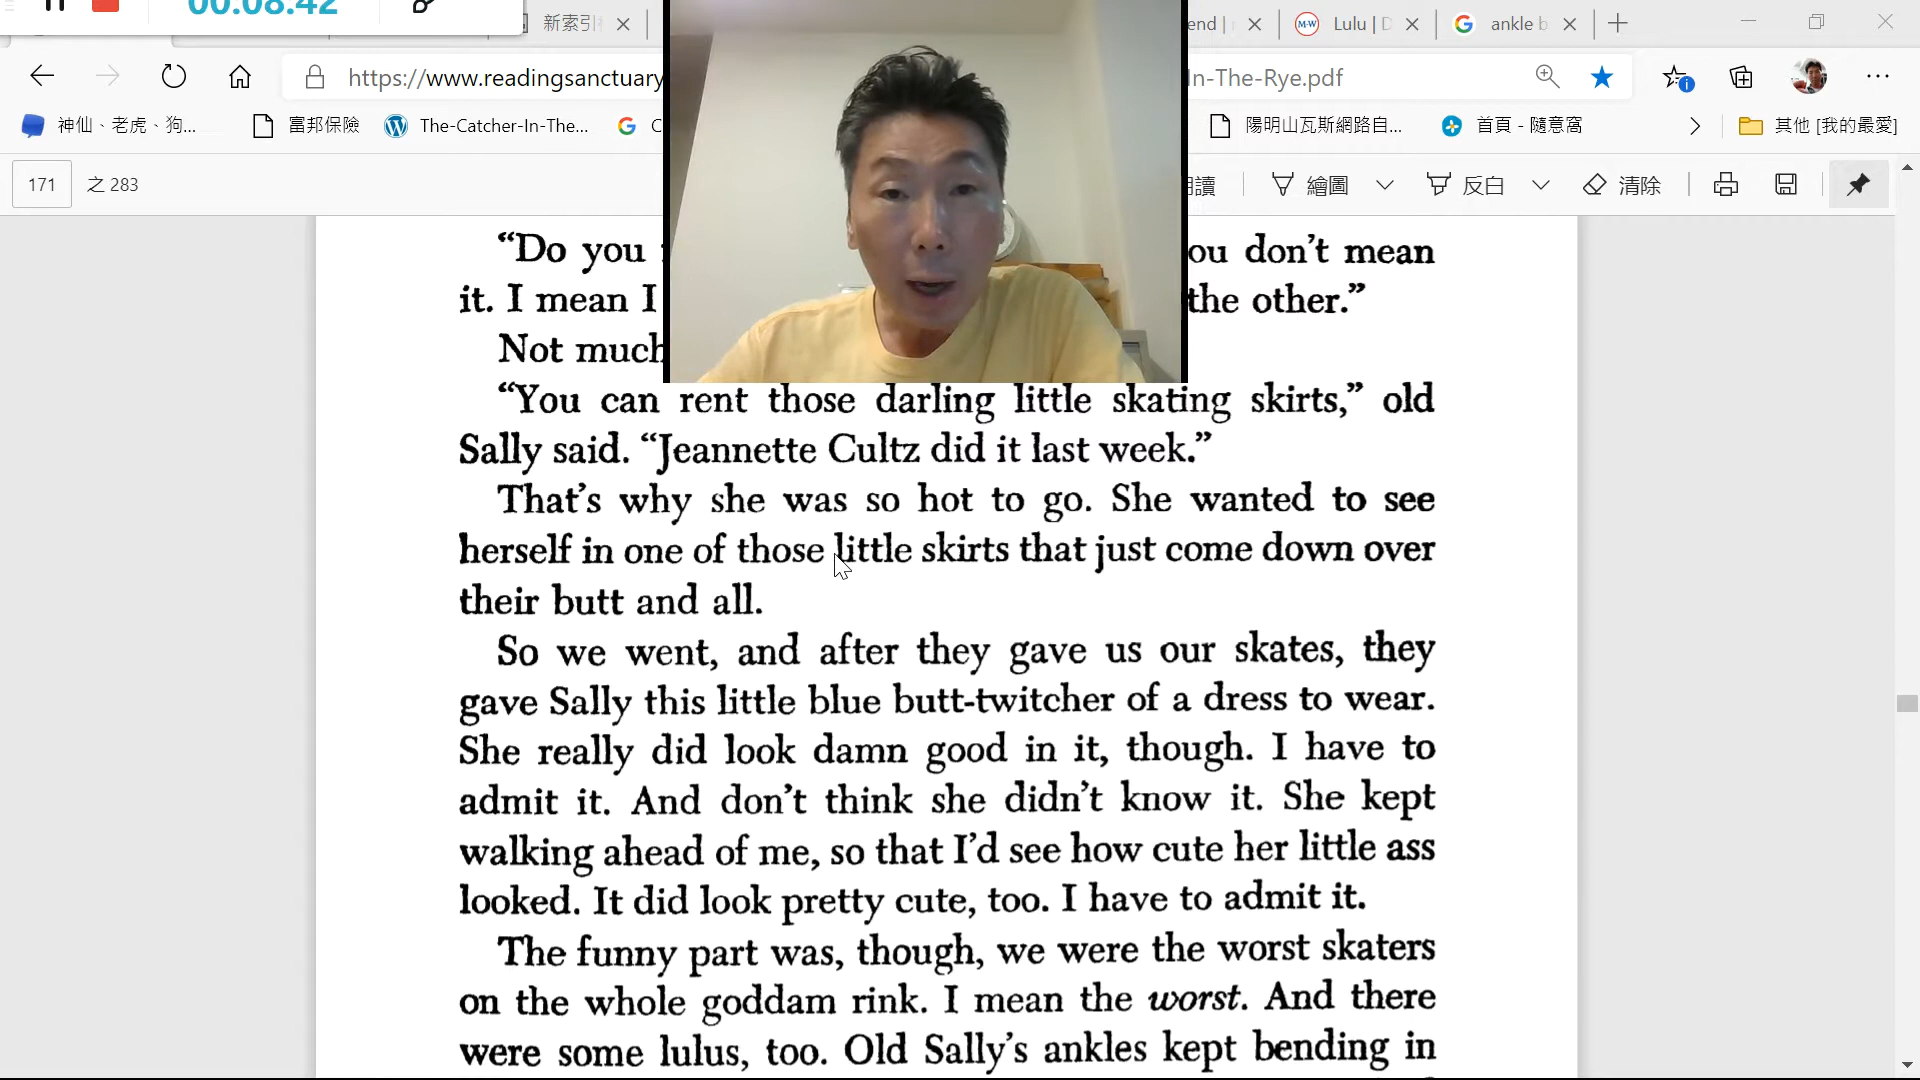 00:08:42
新索引
end |
Lulu | D
ankle b
https://www.readingsanctuary
In-The-Rye.pdf
神仙、老虎、狗...
富邦保險
The-Catcher-In-The...
陽明山瓦斯網路自...
首頁 - 隨意窩
其他 [我的最愛]
171
之 283
閱讀
繪圖
反白
清除
“Do you
ou don’t mean
it. I mean I
the other.”
Not much
“You can rent those darling little skating skirts,” old
Sally said. “Jeannette Cultz did it last week.”
That’s why she was so hot to go. She wanted to see
herself in one of those little skirts that just come down over
their butt and all.
So we went, and after they gave us our skates, they
gave Sally this little blue butt-twitcher of a dress to wear.
She really did look damn good in it, though. I have to
admit it. And don’t think she didn’t know it. She kept
walking ahead of me, so that I’d see how cute her little ass
looked. It did look pretty cute, too. I have to admit it.
The funny part was, though, we were the worst skaters
on the whole goddam rink. I mean the worst. And there
were some lulus, too. Old Sally’s ankles kept bending in